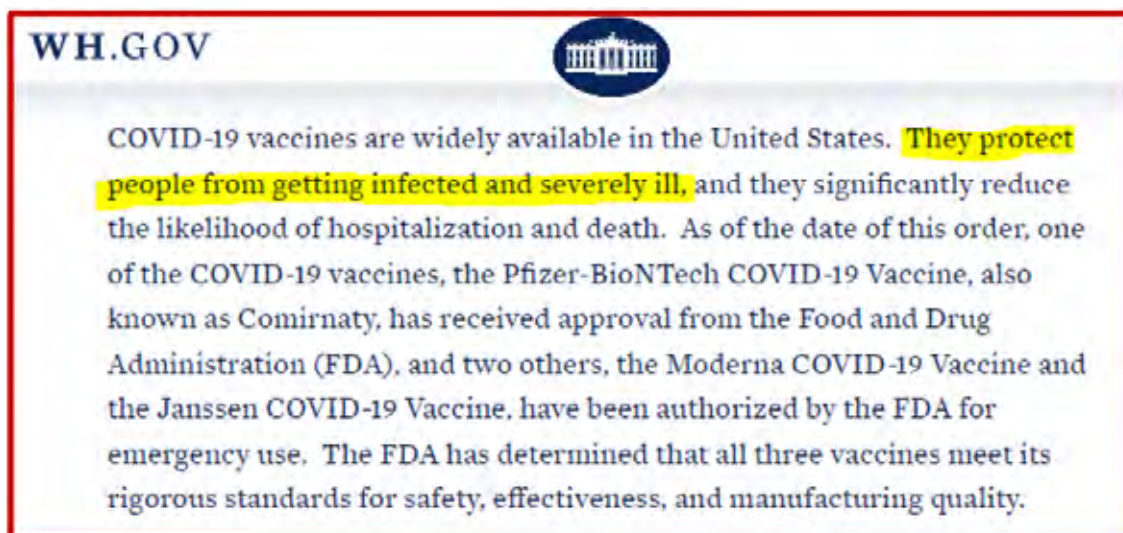 WH.GOV
COVID-19 vaccines are widely available in the United States.  They protect
people from getting infected and severely ill, and they significantly reduce
the likelihood of hospitalization and death.  As of the date of this order, one
of the COVID-19 vaccines, the Pfizer-BioNTech COVID-19 Vaccine, also
known as Comirnaty, has received approval from the Food and Drug
Administration (FDA), and two others, the Moderna COVID-19 Vaccine and
the Janssen COVID-19 Vaccine, have been authorized by the FDA for
emergency use.  The FDA has determined that all three vaccines meet its
rigorous standards for safety, effectiveness, and manufacturing quality.